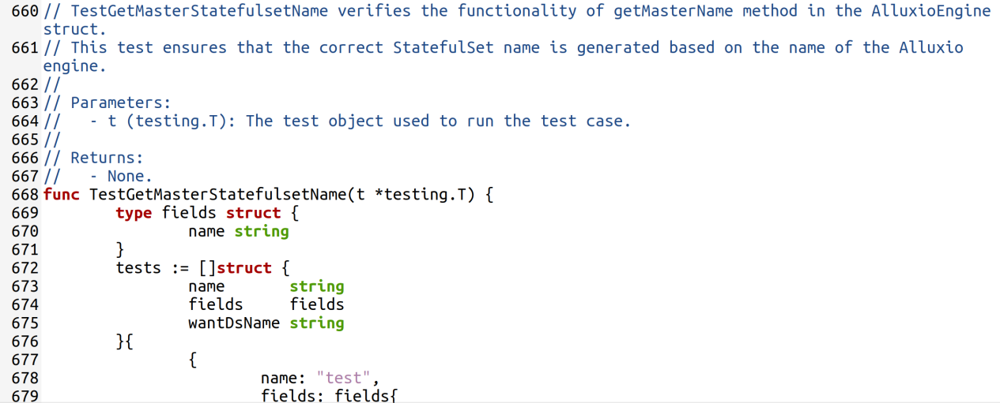 660 // TestGetMasterStatefulsetName verifies the functionality of getMasterName method in the AlluxioEngine
struct.
661 // This test ensures that the correct StatefulSet name is generated based on the name of the Alluxio
engine.
662 //
663 // Parameters:
664 //   - t (testing.T): The test object used to run the test case.
665 //
666 // Returns:
667 //   - None.
668 func TestGetMasterStatefulsetName(t *testing.T) {
669         type fields struct {
670                 name string
671         }
672         tests := []struct {
673                 name       string
674                 fields     fields
675                 wantDsName string
676         }{
677                 {
678                         name: "test",
679                         fields: fields{